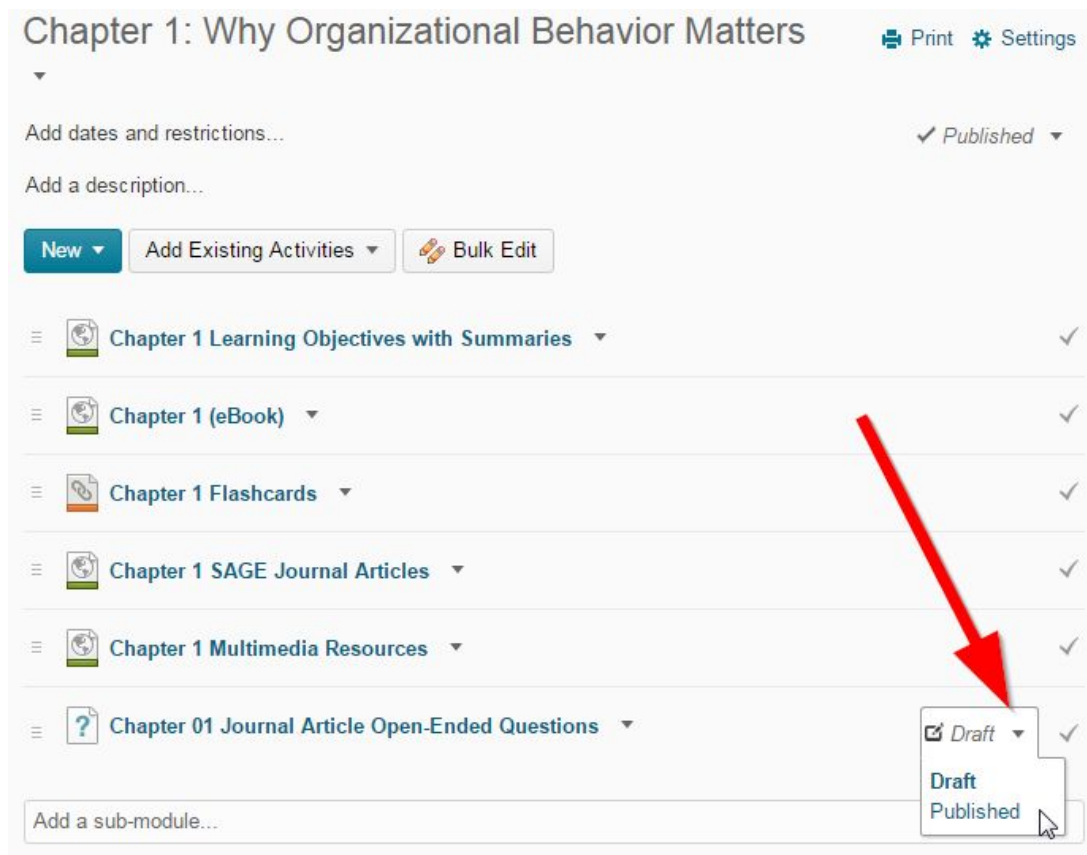 Chapter 1: Why Organizational Behavior Matters
Print Settings
Add dates and restrictions...
Published
Add a description...
New Add Existing Activities Bulk Edit
Chapter 1 Learning Objectives with Summaries
Chapter 1 (eBook)
Chapter 1 Flashcards
Chapter 1 SAGE Journal Articles
Chapter 1 Multimedia Resources
? Chapter 01 Journal Article Open-Ended Questions
Draft
Draft
Published
Add a sub-module...